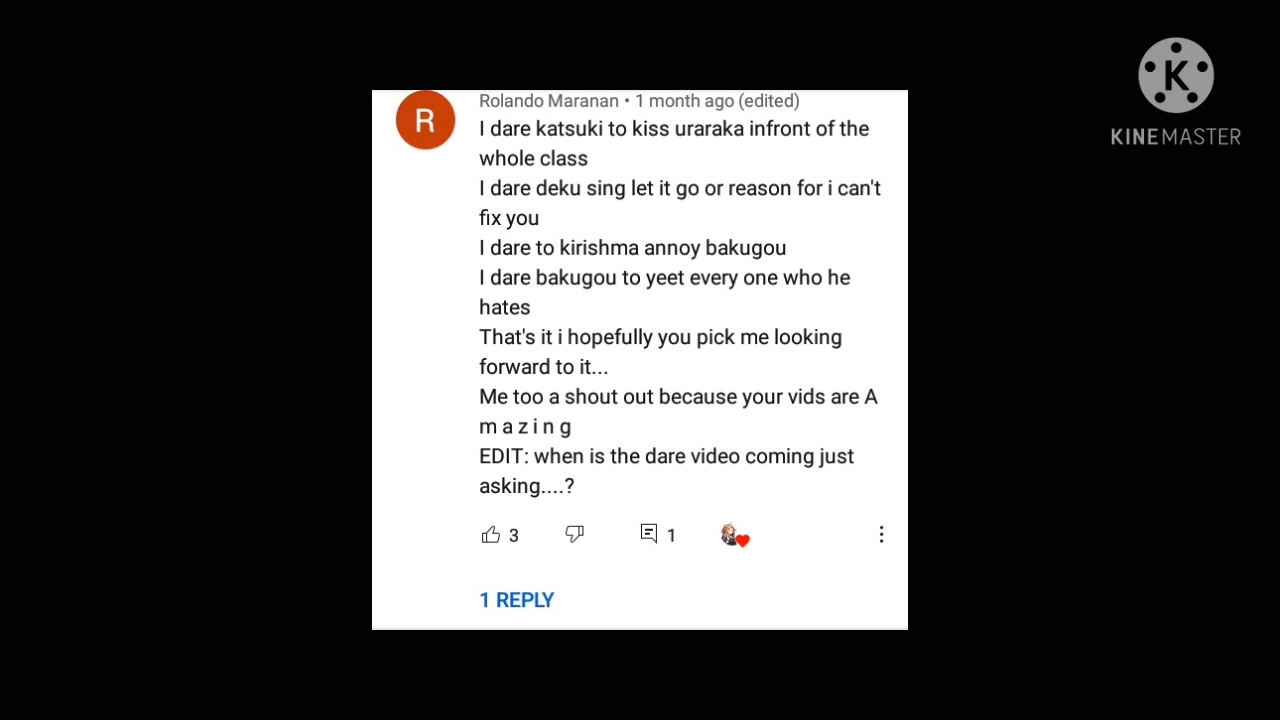 R
Rolando Maranan • 1 month ago (edited)
I dare katsuki to kiss uraraka infront of the
whole class
I dare deku sing let it go or reason for i can't
fix you
I dare to kirishma annoy bakugou
I dare bakugou to yeet every one who he
hates
That's it i hopefully you pick me looking
forward to it...
Me too a shout out because your vids are A
m a z i n g
EDIT: when is the dare video coming just
asking....?
3
1
1 REPLY
K
KINEMASTER